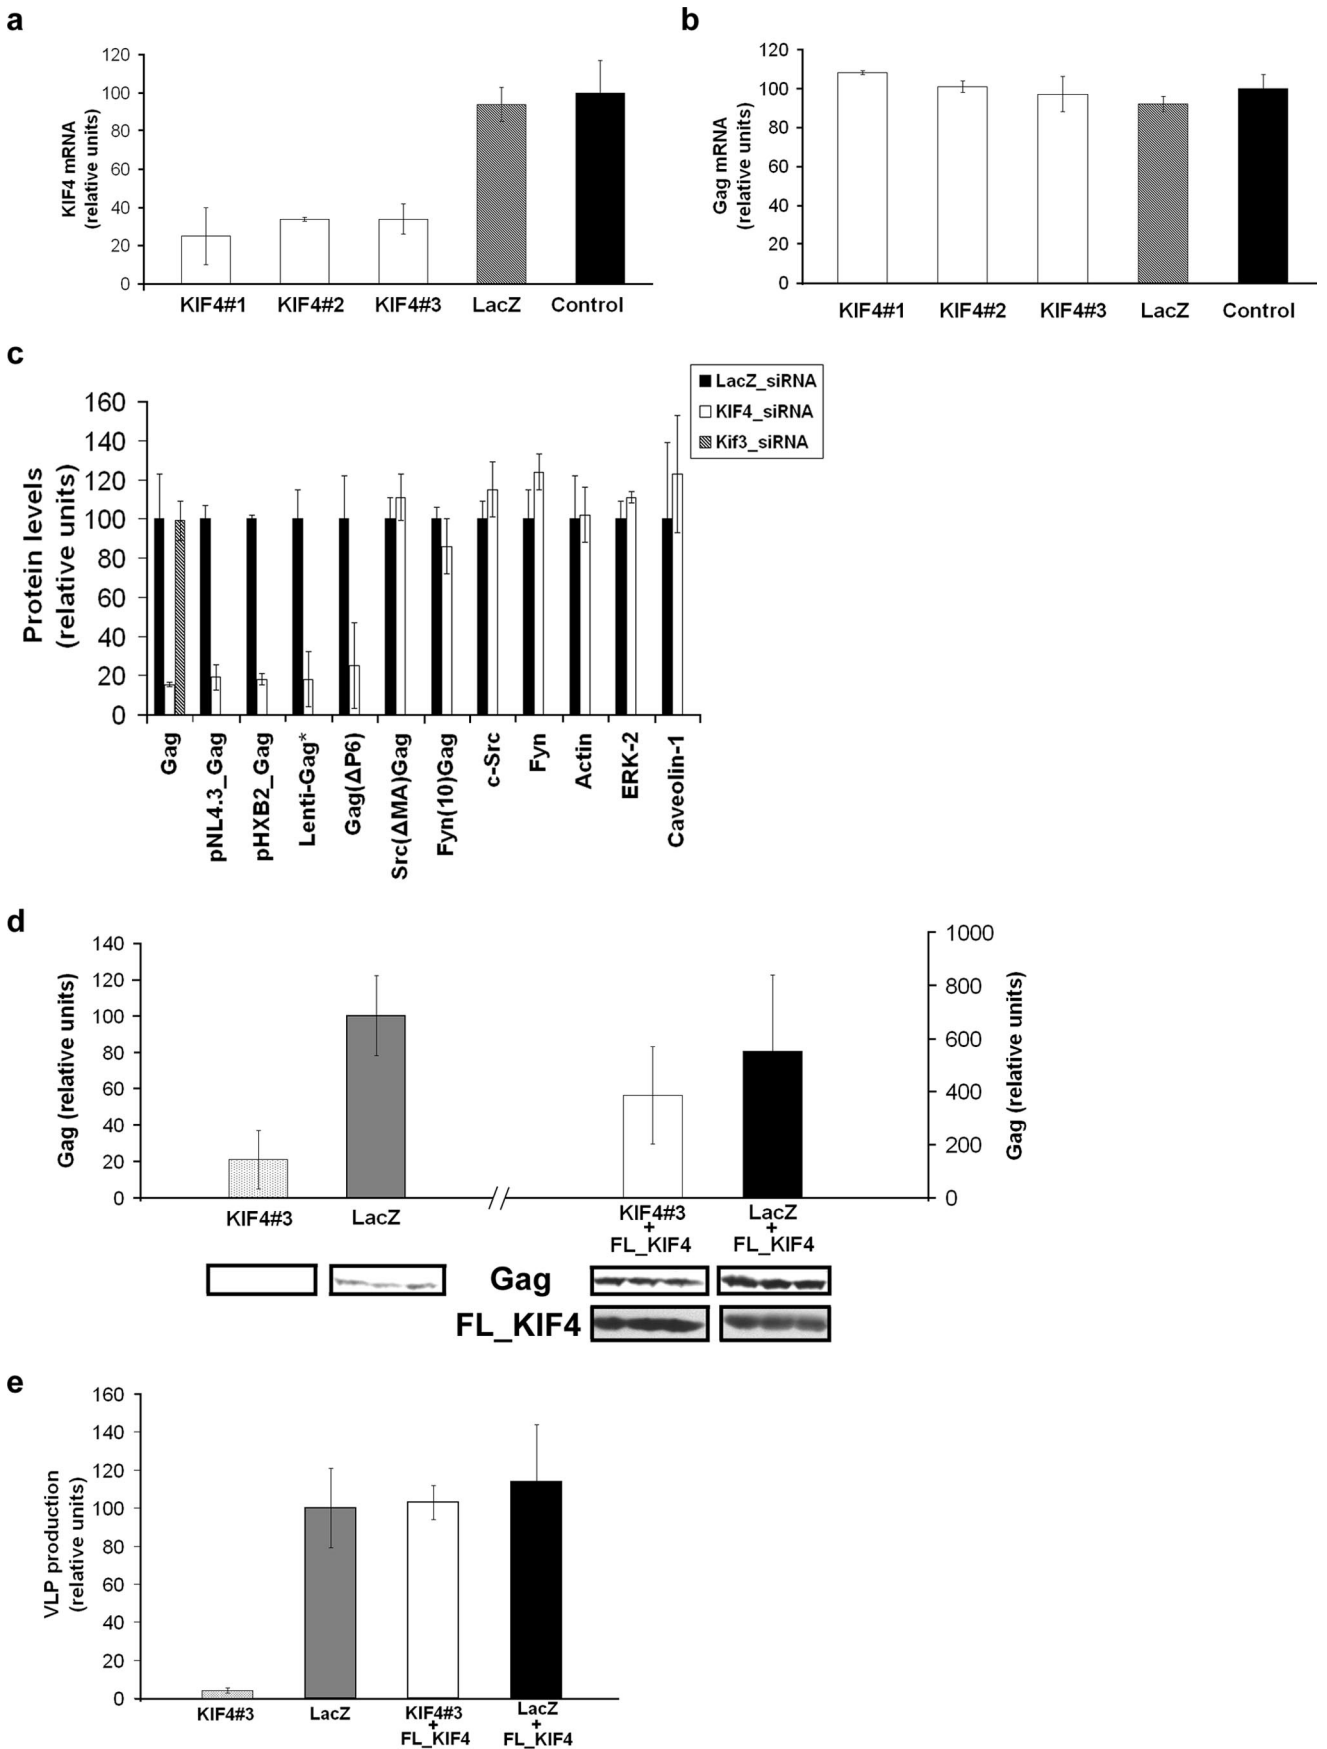 a
KIF4 mRNA
(relative units)
120
100
80
60
40
20
0
KIF4#1 KIF4#2 KIF4#3 LacZ Control
b
Gag mRNA
(relative units)
120
100
80
60
40
20
0
KIF4#1 KIF4#2 KIF4#3 LacZ Control
c
LacZ_siRNA
KIF4_siRNA
Kif3_siRNA
Protein levels
(relative units)
160
140
120
100
80
60
40
20
0
Gag
pNL4.3_Gag
pHXB2_Gag
Lenti-Gag*
Gag(ΔP6)
Src(ΔMA)Gag
Fyn(10)Gag
c-Src
Fyn
Actin
ERK-2
Caveolin-1
d
Gag (relative units)
140
120
100
80
60
40
20
0
1000
800
600
400
200
0
Gag (relative units)
KIF4#3
LacZ
KIF4#3
+
FL_KIF4
LacZ
+
FL_KIF4
Gag
FL_KIF4
e
VLP production
(relative units)
160
140
120
100
80
60
40
20
0
KIF4#3
LacZ
KIF4#3
+
FL_KIF4
LacZ
+
FL_KIF4